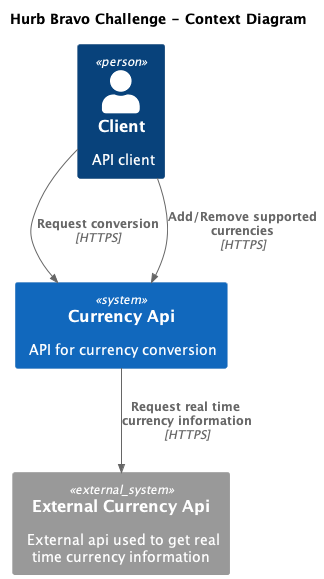 Hurb Bravo Challenge – Context Diagram
«person»
Client
API client
Request conversion
[HTTPS]
Add/Remove supported
currencies
[HTTPS]
«system»
Currency Api
API for currency conversion
Request real time
currency information
[HTTPS]
«external_system»
External Currency Api
External api used to get real
time currency information